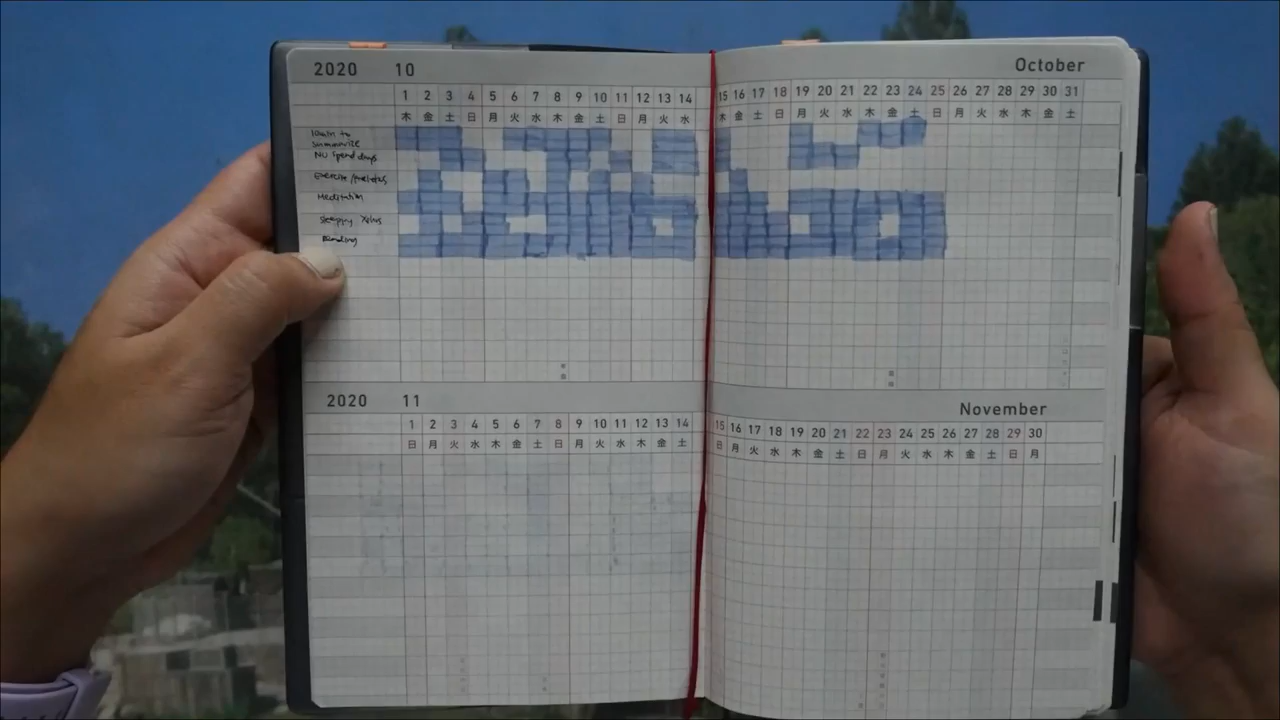 2020 10 October
1 2 3 4 5 6 7 8 9 10 11 12 13 14 15 16 17 18 19 20 21 22 23 24 25 26 27 28 29 30 31
木 金 土 日 月 火 水 木 金 土 日 月 火 水 木 金 土 日 月 火 水 木 金 土 日 月 火 水 木 金 土
to
summarize
No Spend days
Exercise/
Meditation
Sleeping
Reading
2020 11 November
1 2 3 4 5 6 7 8 9 10 11 12 13 14 15 16 17 18 19 20 21 22 23 24 25 26 27 28 29 30
日 月 火 水 木 金 土 日 月 火 水 木 金 土 日 月 火 水 木 金 土 日 月 火 水 木 金 土 日 月